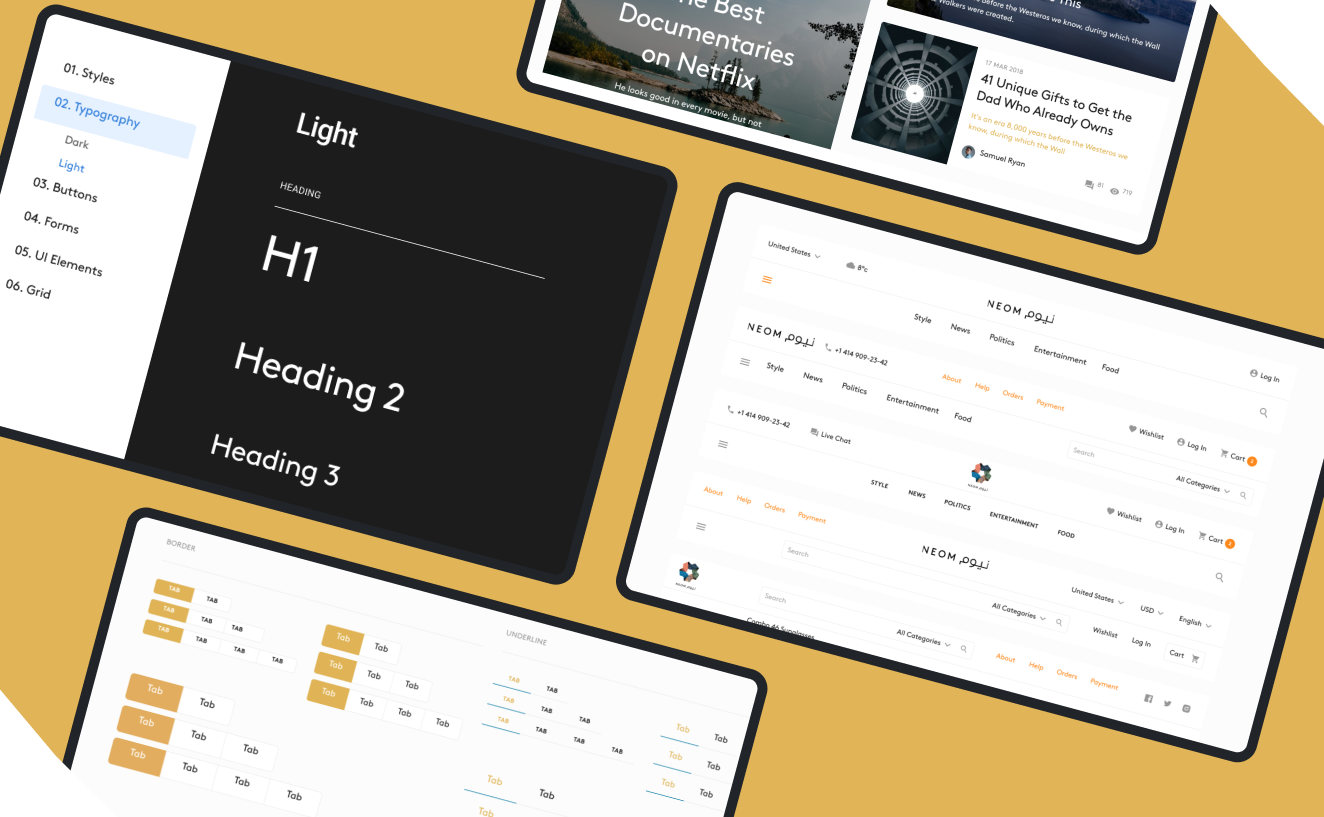 01. Styles
02. Typography
Dark
Light
03. Buttons
04. Forms
05. UI Elements
06. Grid
Light
HEADING
H1
Heading 2
Heading 3
The Best
Documentaries
on Netflix
He looks good in every movie, but not
This
before the Westeros we know, during which the Wall
Walkers were created.
17 MAR 2018
41 Unique Gifts to Get the
Dad Who Already Owns
It's an era 8,000 years before the Westeros we
know, during which the Wall
Samuel Ryan
81 719
United States 8°c
NEOM نيوم
Log In
Style News Politics Entertainment Food
NEOM نيوم +1 414 909-23-42
About Help Orders Payment
Wishlist Log In Cart 2
Style News Politics Entertainment Food
Search All Categories
+1 414 909-23-42 Live Chat
NEOM نيوم
Wishlist Log In Cart 2
STYLE NEWS POLITICS ENTERTAINMENT FOOD
About Help Orders Payment
NEOM نيوم
United States USD English
Search All Categories
Wishlist Log In Cart
NEOM نيوم
Search All Categories
About Help Orders Payment
Combo 46 Sunglasses
BORDER
TAB TAB
TAB TAB TAB
TAB TAB TAB TAB
Tab Tab
Tab Tab Tab
Tab Tab Tab Tab
Tab Tab
Tab Tab Tab
Tab Tab Tab Tab
UNDERLINE
TAB TAB
TAB TAB TAB
TAB TAB TAB TAB
Tab Tab
Tab Tab
Tab Tab
Tab Tab
Tab